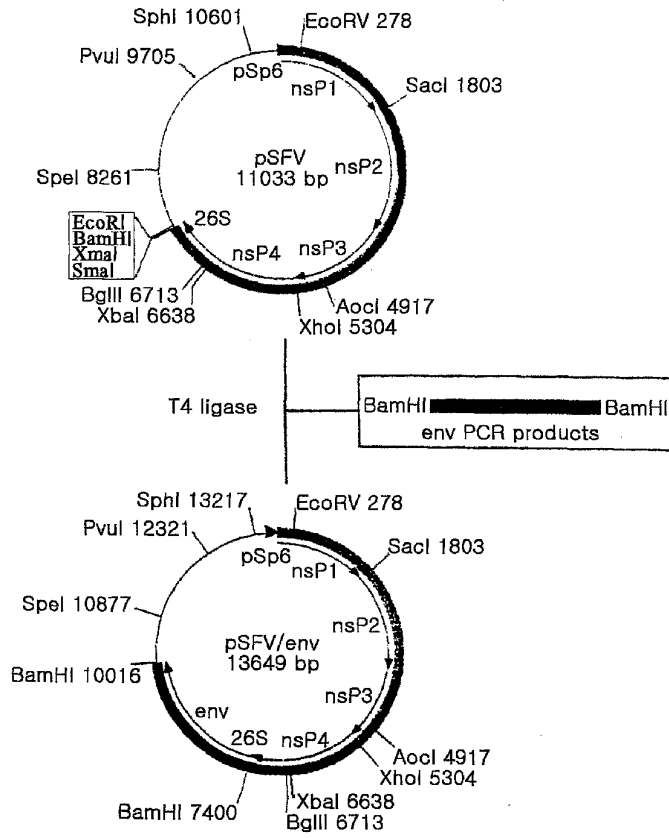 SphI 10601
EcoRV 278
PvuI 9705
pSp6
nsP1
SacI 1803
pSFV
11033 bp
nsP2
SpeI 8261
26S
EcoRI
BamHI
XmaI
SmaI
nsP4
nsP3
BglII 6713
XbaI 6638
AocI 4917
XhoI 5304
T4 ligase
BamHI
BamHI
env PCR products
SphI 13217
EcoRV 278
PvuI 12321
pSp6
nsP1
SacI 1803
SpeI 10877
nsP2
pSFV/env
13649 bp
BamHI 10016
env
nsP3
26S
nsP4
AocI 4917
XhoI 5304
XbaI 6638
BamHI 7400
BglII 6713